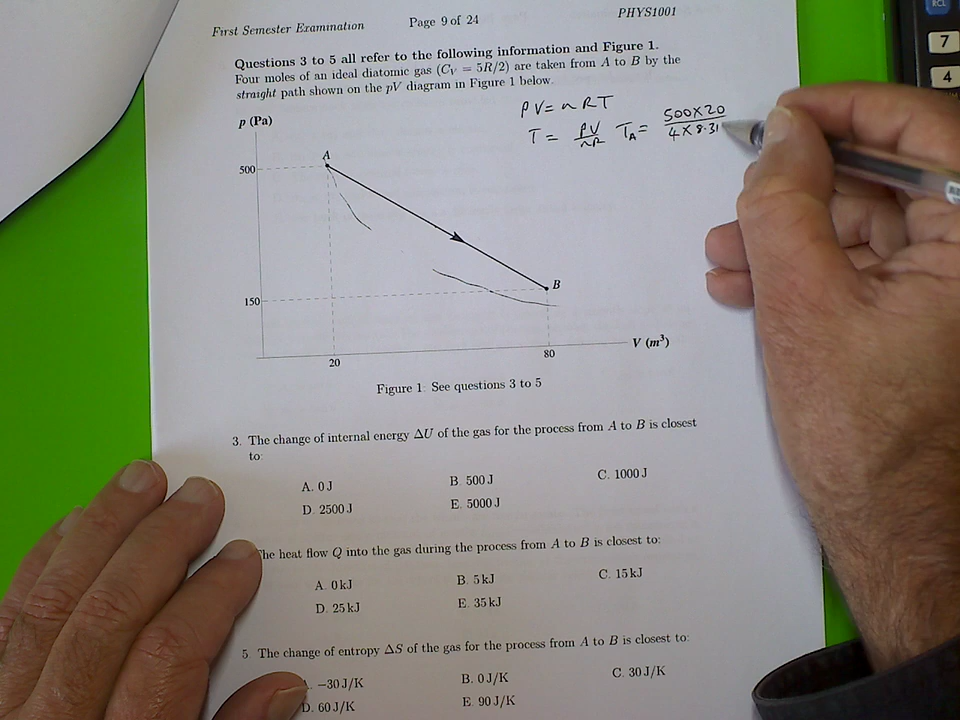 First Semester Examination Page 9 of 24 PHYS1001
Questions 3 to 5 all refer to the following information and Figure 1.
Four moles of an ideal diatomic gas (C_V = 5R/2) are taken from A to B by the
straight path shown on the pV diagram in Figure 1 below.
PV = nRT
T = PV/nR T_A = 500×20/4×8.31
p (Pa)
A
500
B
150
20
80
V (m³)
Figure 1: See questions 3 to 5
3. The change of internal energy ΔU of the gas for the process from A to B is closest
to:
A. 0 J B. 500 J C. 1000 J
D. 2500 J E. 5000 J
The heat flow Q into the gas during the process from A to B is closest to:
A. 0 kJ B. 5 kJ C. 15 kJ
D. 25 kJ E. 35 kJ
5. The change of entropy ΔS of the gas for the process from A to B is closest to:
−30 J/K B. 0 J/K C. 30 J/K
D. 60 J/K E. 90 J/K
RCL
7
4